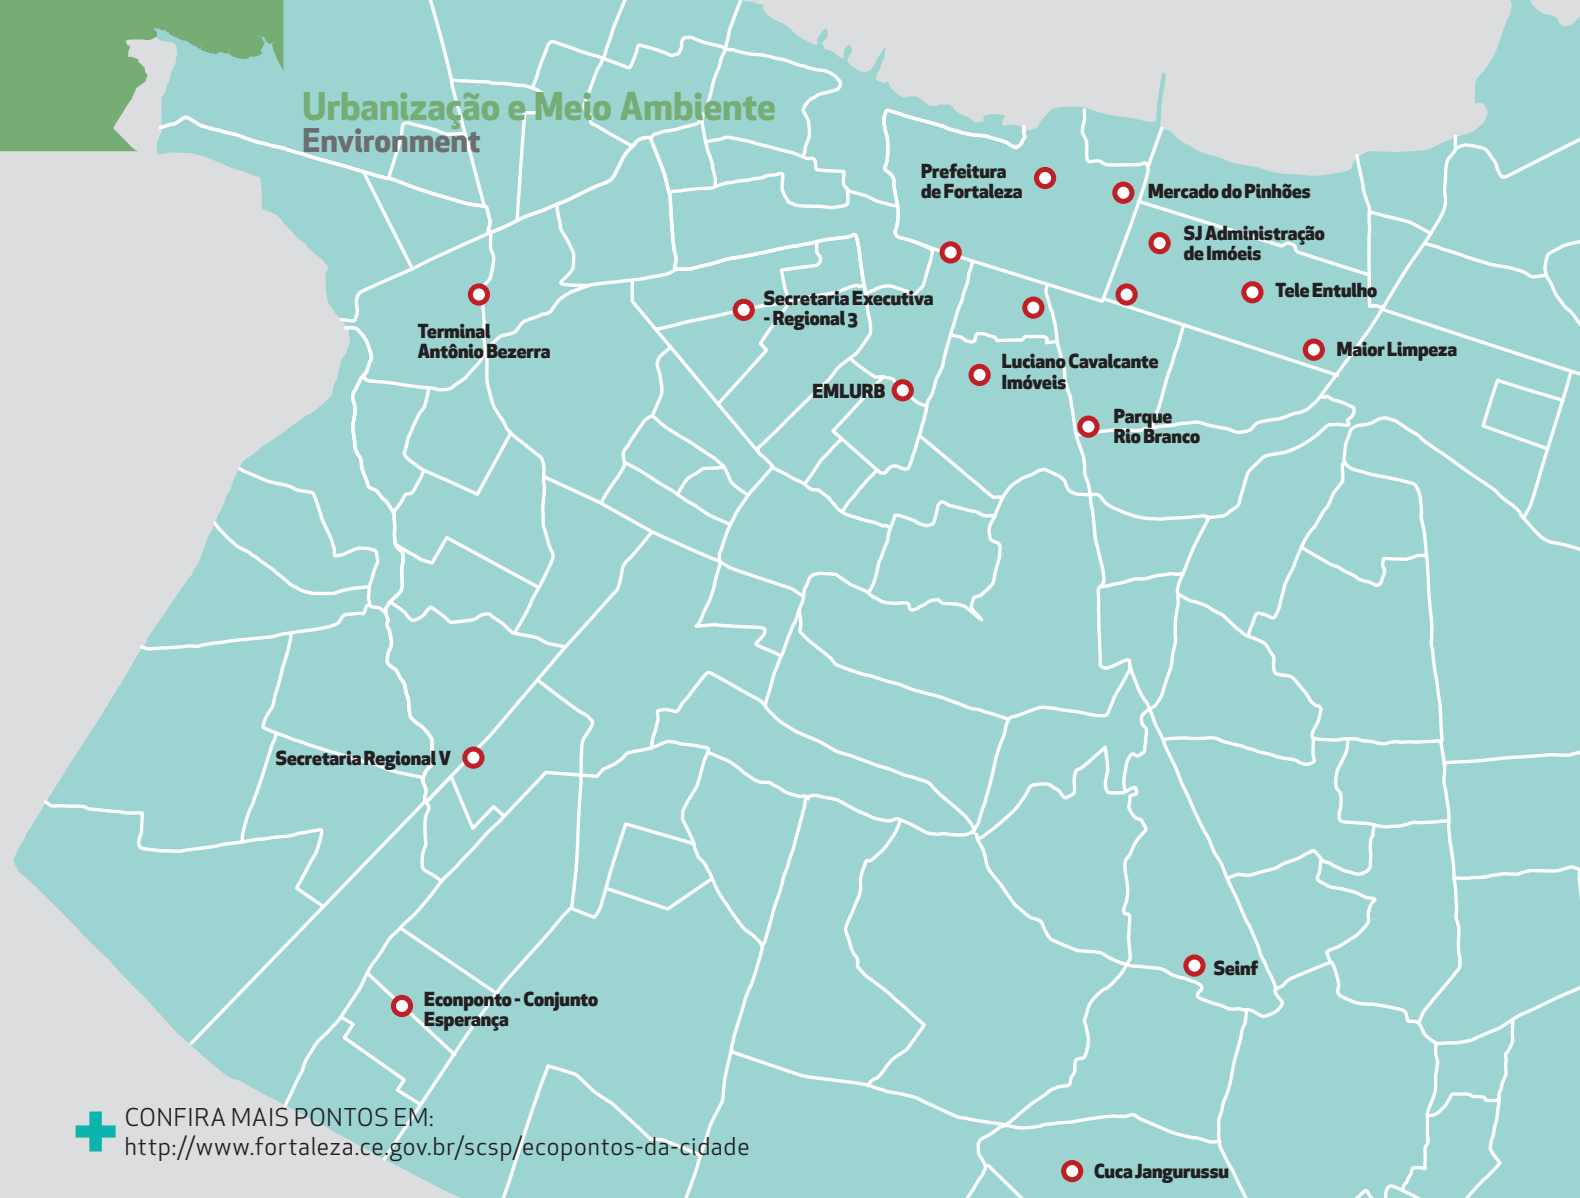 Urbanização e Meio Ambiente
Environment
Prefeitura
de Fortaleza
Mercado do Pinhões
SJ Administração
de Imóeis
Tele Entulho
Secretaria Executiva
- Regional 3
Terminal
Antônio Bezerra
Maior Limpeza
Luciano Cavalcante
Imóveis
EMLURB
Parque
Rio Branco
Secretaria Regional V
Seinf
Econponto - Conjunto
Esperança
CONFIRA MAIS PONTOS EM:
http://www.fortaleza.ce.gov.br/scsp/ecopontos-da-cidade
Cuca Jangurussu